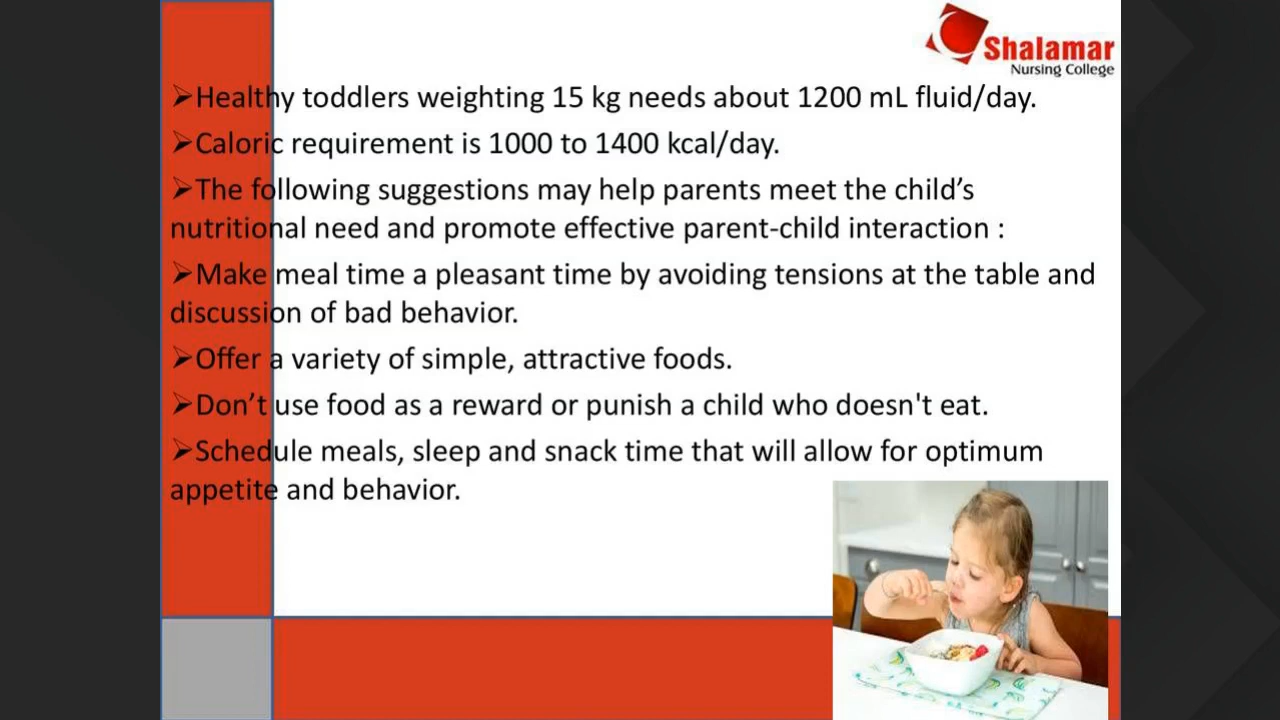 Shalamar
Nursing College
➢Healthy toddlers weighting 15 kg needs about 1200 mL fluid/day.
➢Caloric requirement is 1000 to 1400 kcal/day.
➢The following suggestions may help parents meet the child’s
nutritional need and promote effective parent-child interaction :
➢Make meal time a pleasant time by avoiding tensions at the table and
discussion of bad behavior.
➢Offer a variety of simple, attractive foods.
➢Don’t use food as a reward or punish a child who doesn't eat.
➢Schedule meals, sleep and snack time that will allow for optimum
appetite and behavior.